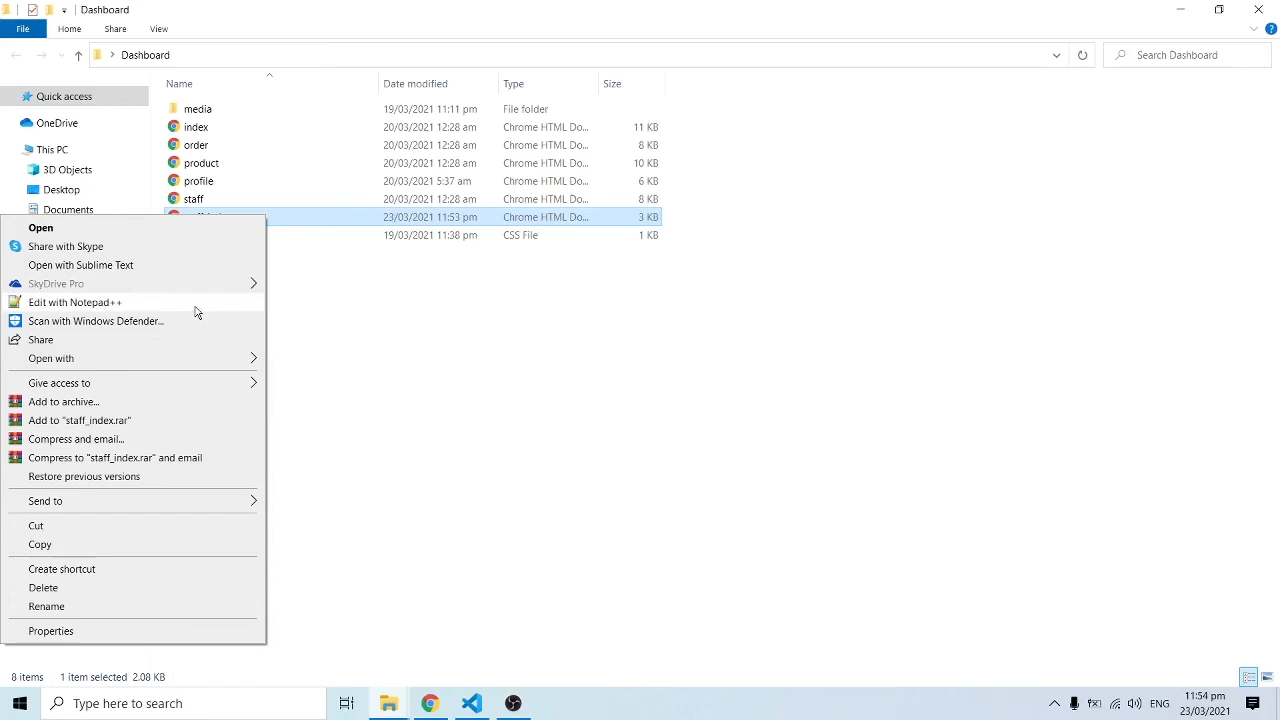 Dashboard
File Home Share View
Dashboard
Search Dashboard
Name Date modified Type Size
Quick access
OneDrive
This PC
3D Objects
Desktop
Documents
media 19/03/2021 11:11 pm File folder
index 20/03/2021 12:28 am Chrome HTML Do... 11 KB
order 20/03/2021 12:28 am Chrome HTML Do... 8 KB
product 20/03/2021 12:28 am Chrome HTML Do... 10 KB
profile 20/03/2021 5:37 am Chrome HTML Do... 6 KB
staff 20/03/2021 12:28 am Chrome HTML Do... 8 KB
23/03/2021 11:53 pm Chrome HTML Do... 3 KB
19/03/2021 11:38 pm CSS File 1 KB
Open
Share with Skype
Open with Sublime Text
SkyDrive Pro
Edit with Notepad++
Scan with Windows Defender...
Share
Open with
Give access to
Add to archive...
Add to "staff_index.rar"
Compress and email...
Compress to "staff_index.rar" and email
Restore previous versions
Send to
Cut
Copy
Create shortcut
Delete
Rename
Properties
8 items 1 item selected 2.08 KB
Type here to search
ENG
11:54 pm
23/03/2021